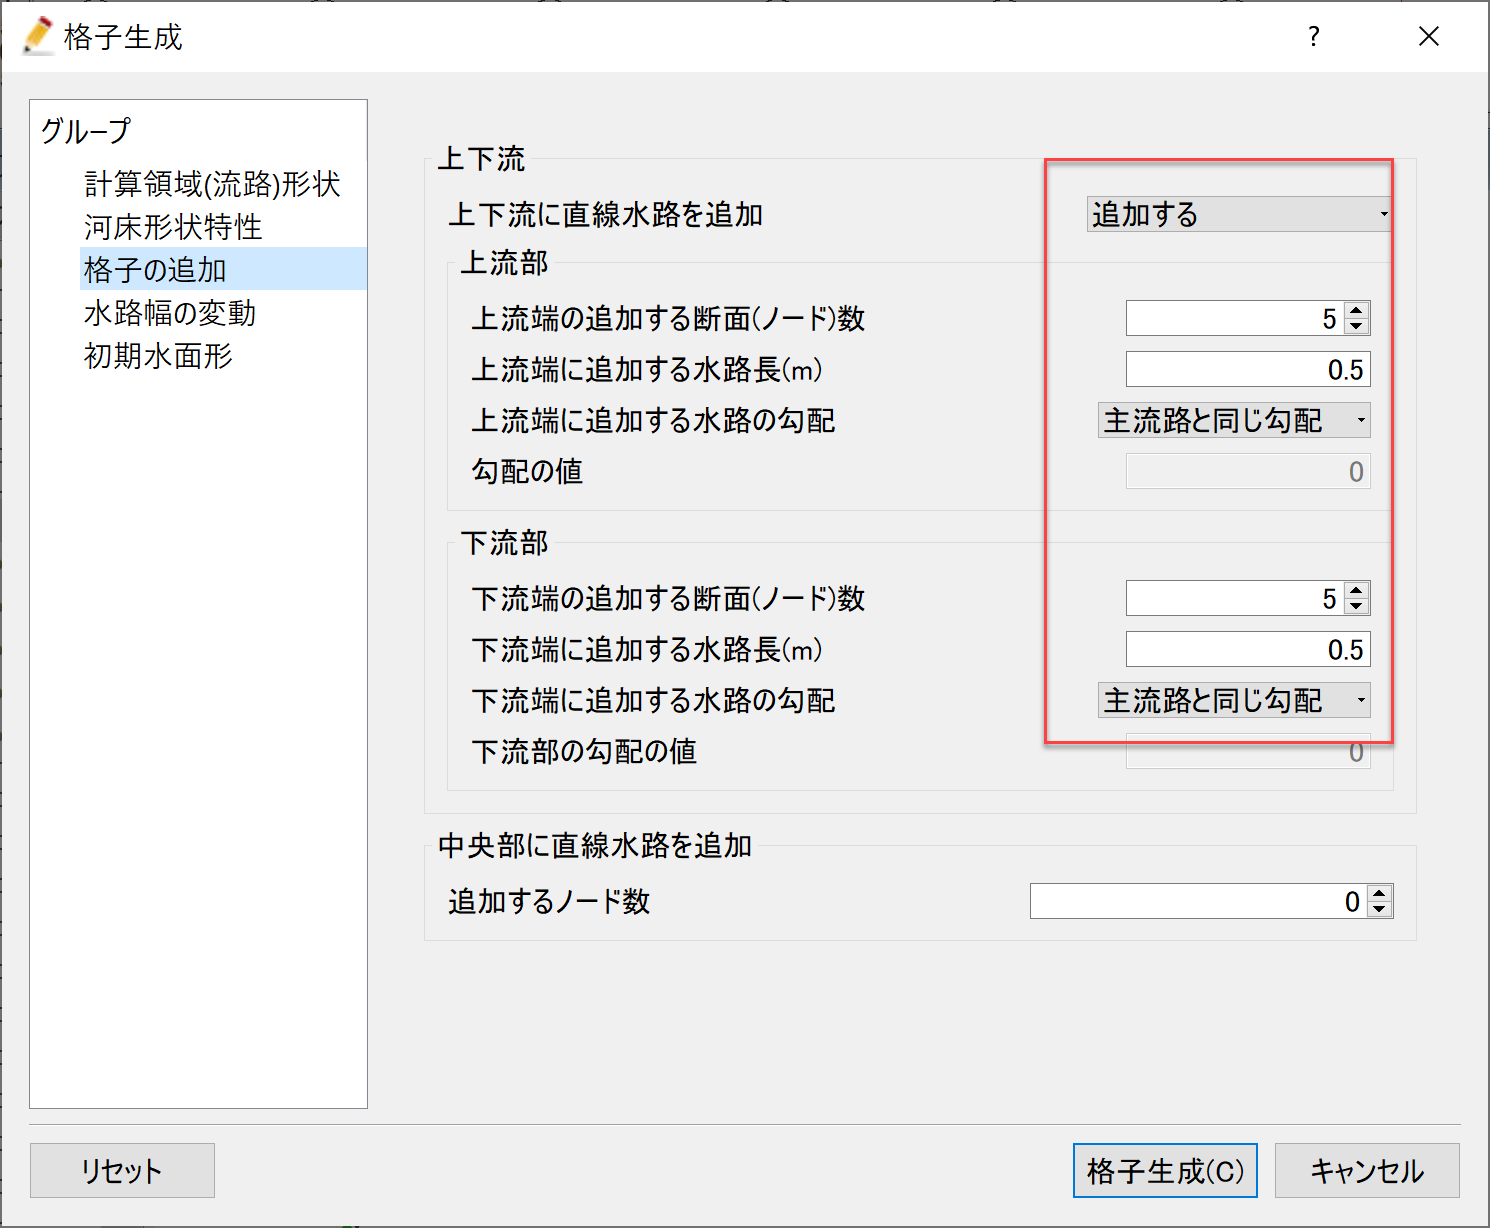 格子生成
?
グループ
計算領域(流路)形状
河床形状特性
格子の追加
水路幅の変動
初期水面形
上下流
上下流に直線水路を追加 追加する
上流部
上流端の追加する断面(ノード)数 5
上流端に追加する水路長(m) 0.5
上流端に追加する水路の勾配 主流路と同じ勾配
勾配の値 0
下流部
下流端の追加する断面(ノード)数 5
下流端に追加する水路長(m) 0.5
下流端に追加する水路の勾配 主流路と同じ勾配
下流部の勾配の値 0
中央部に直線水路を追加
追加するノード数 0
リセット 格子生成(C) キャンセル